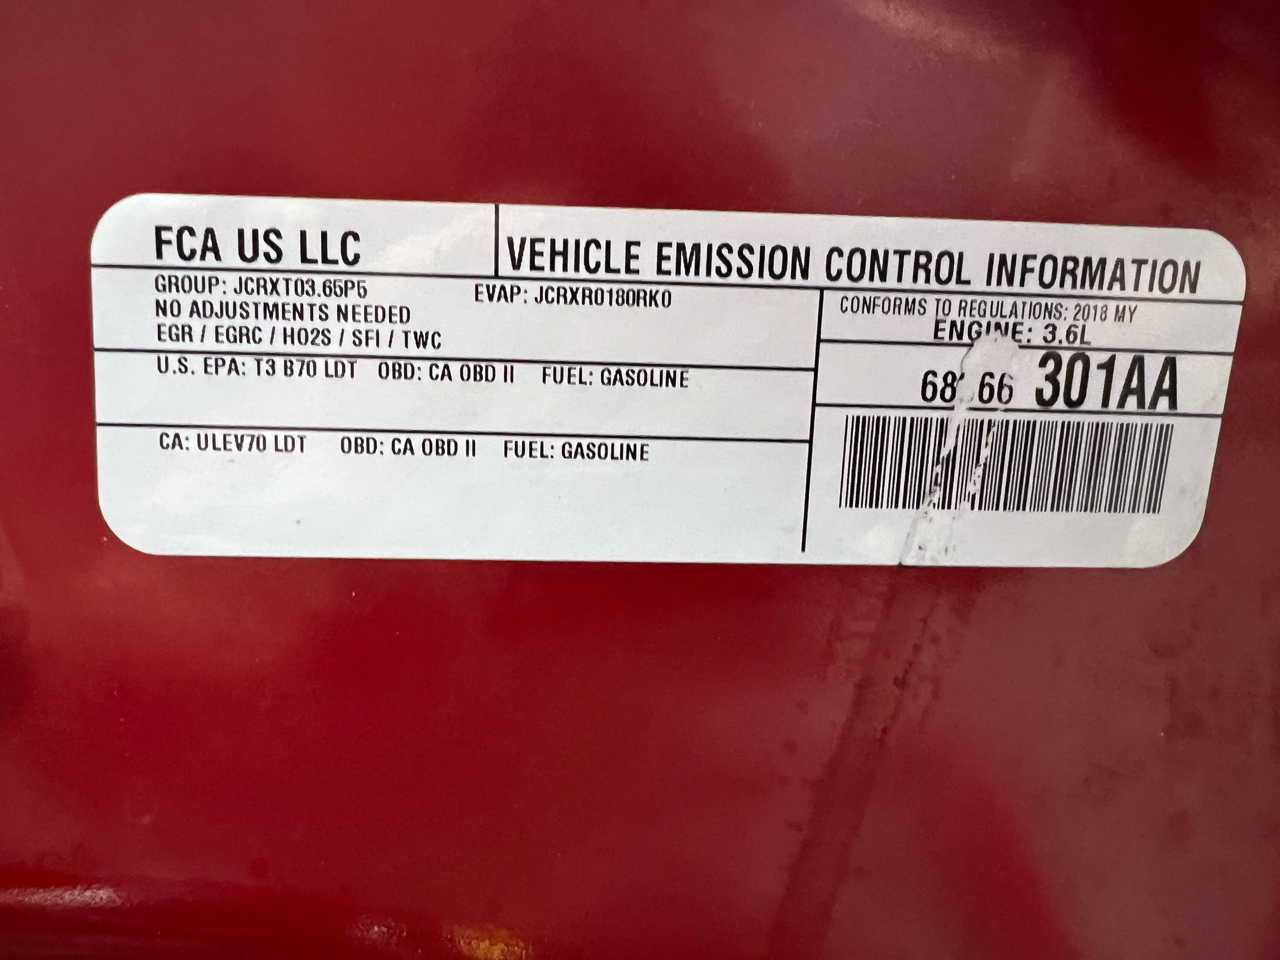 FCA US LLC
VEHICLE EMISSION CONTROL INFORMATION
GROUP: JCRXT03.65P5
EVAP: JCRXR0180RK0
NO ADJUSTMENTS NEEDED
EGR / EGRC / HO2S / SFI / TWC
CONFORMS TO REGULATIONS: 2018 MY
ENGINE: 3.6L
U.S. EPA: T3 B70 LDT OBD: CA OBD II FUEL: GASOLINE
301AA
CA: ULEV70 LDT OBD: CA OBD II FUEL: GASOLINE